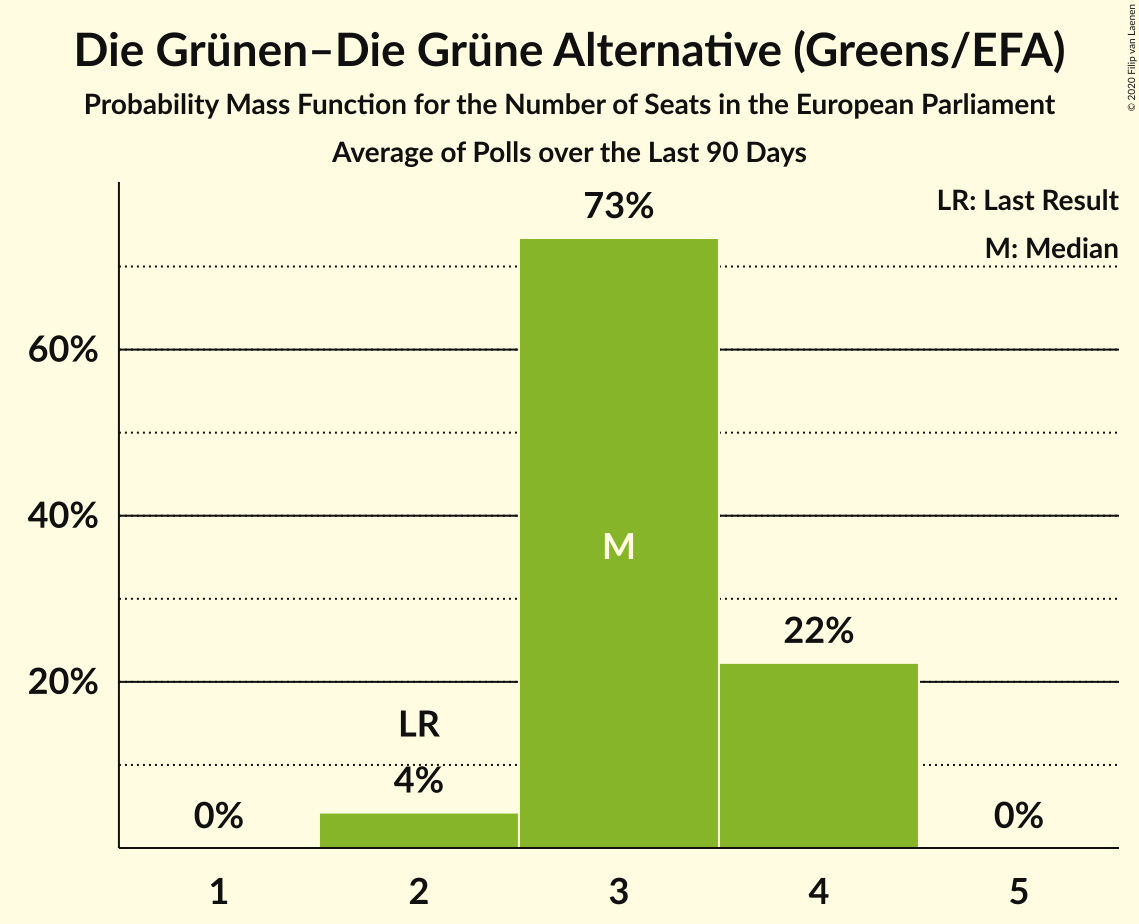 Die Grünen–Die Grüne Alternative (Greens/EFA)
Probability Mass Function for the Number of Seats in the European Parliament
Average of Polls over the Last 90 Days
© 2020 Filip van Laenen
LR: Last Result
M: Median
73%
60%
40%
M
22%
20%
LR
4%
0%
0%
1 2 3 4 5